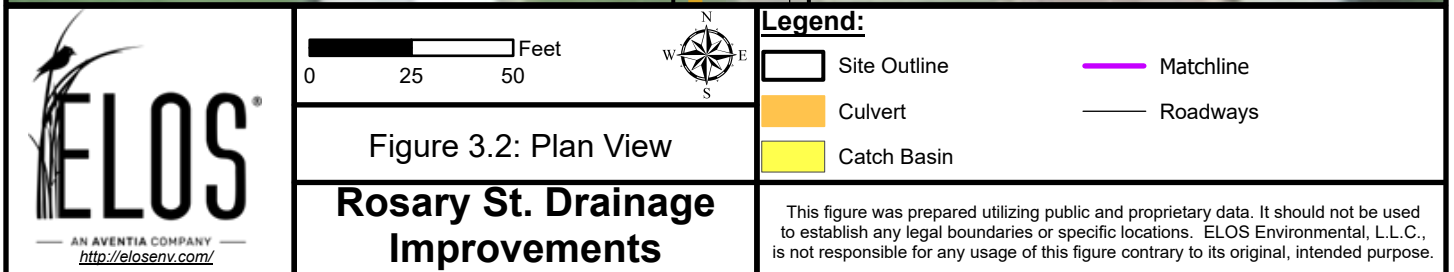 ELOS®
AN AVENTIA COMPANY
http://elosenv.com/
Feet
0 25 50
N
W E
S
Figure 3.2: Plan View
Rosary St. Drainage
Improvements
Legend:
Site Outline
Culvert
Catch Basin
Matchline
Roadways
This figure was prepared utilizing public and proprietary data. It should not be used
to establish any legal boundaries or specific locations. ELOS Environmental, L.L.C.,
is not responsible for any usage of this figure contrary to its original, intended purpose.